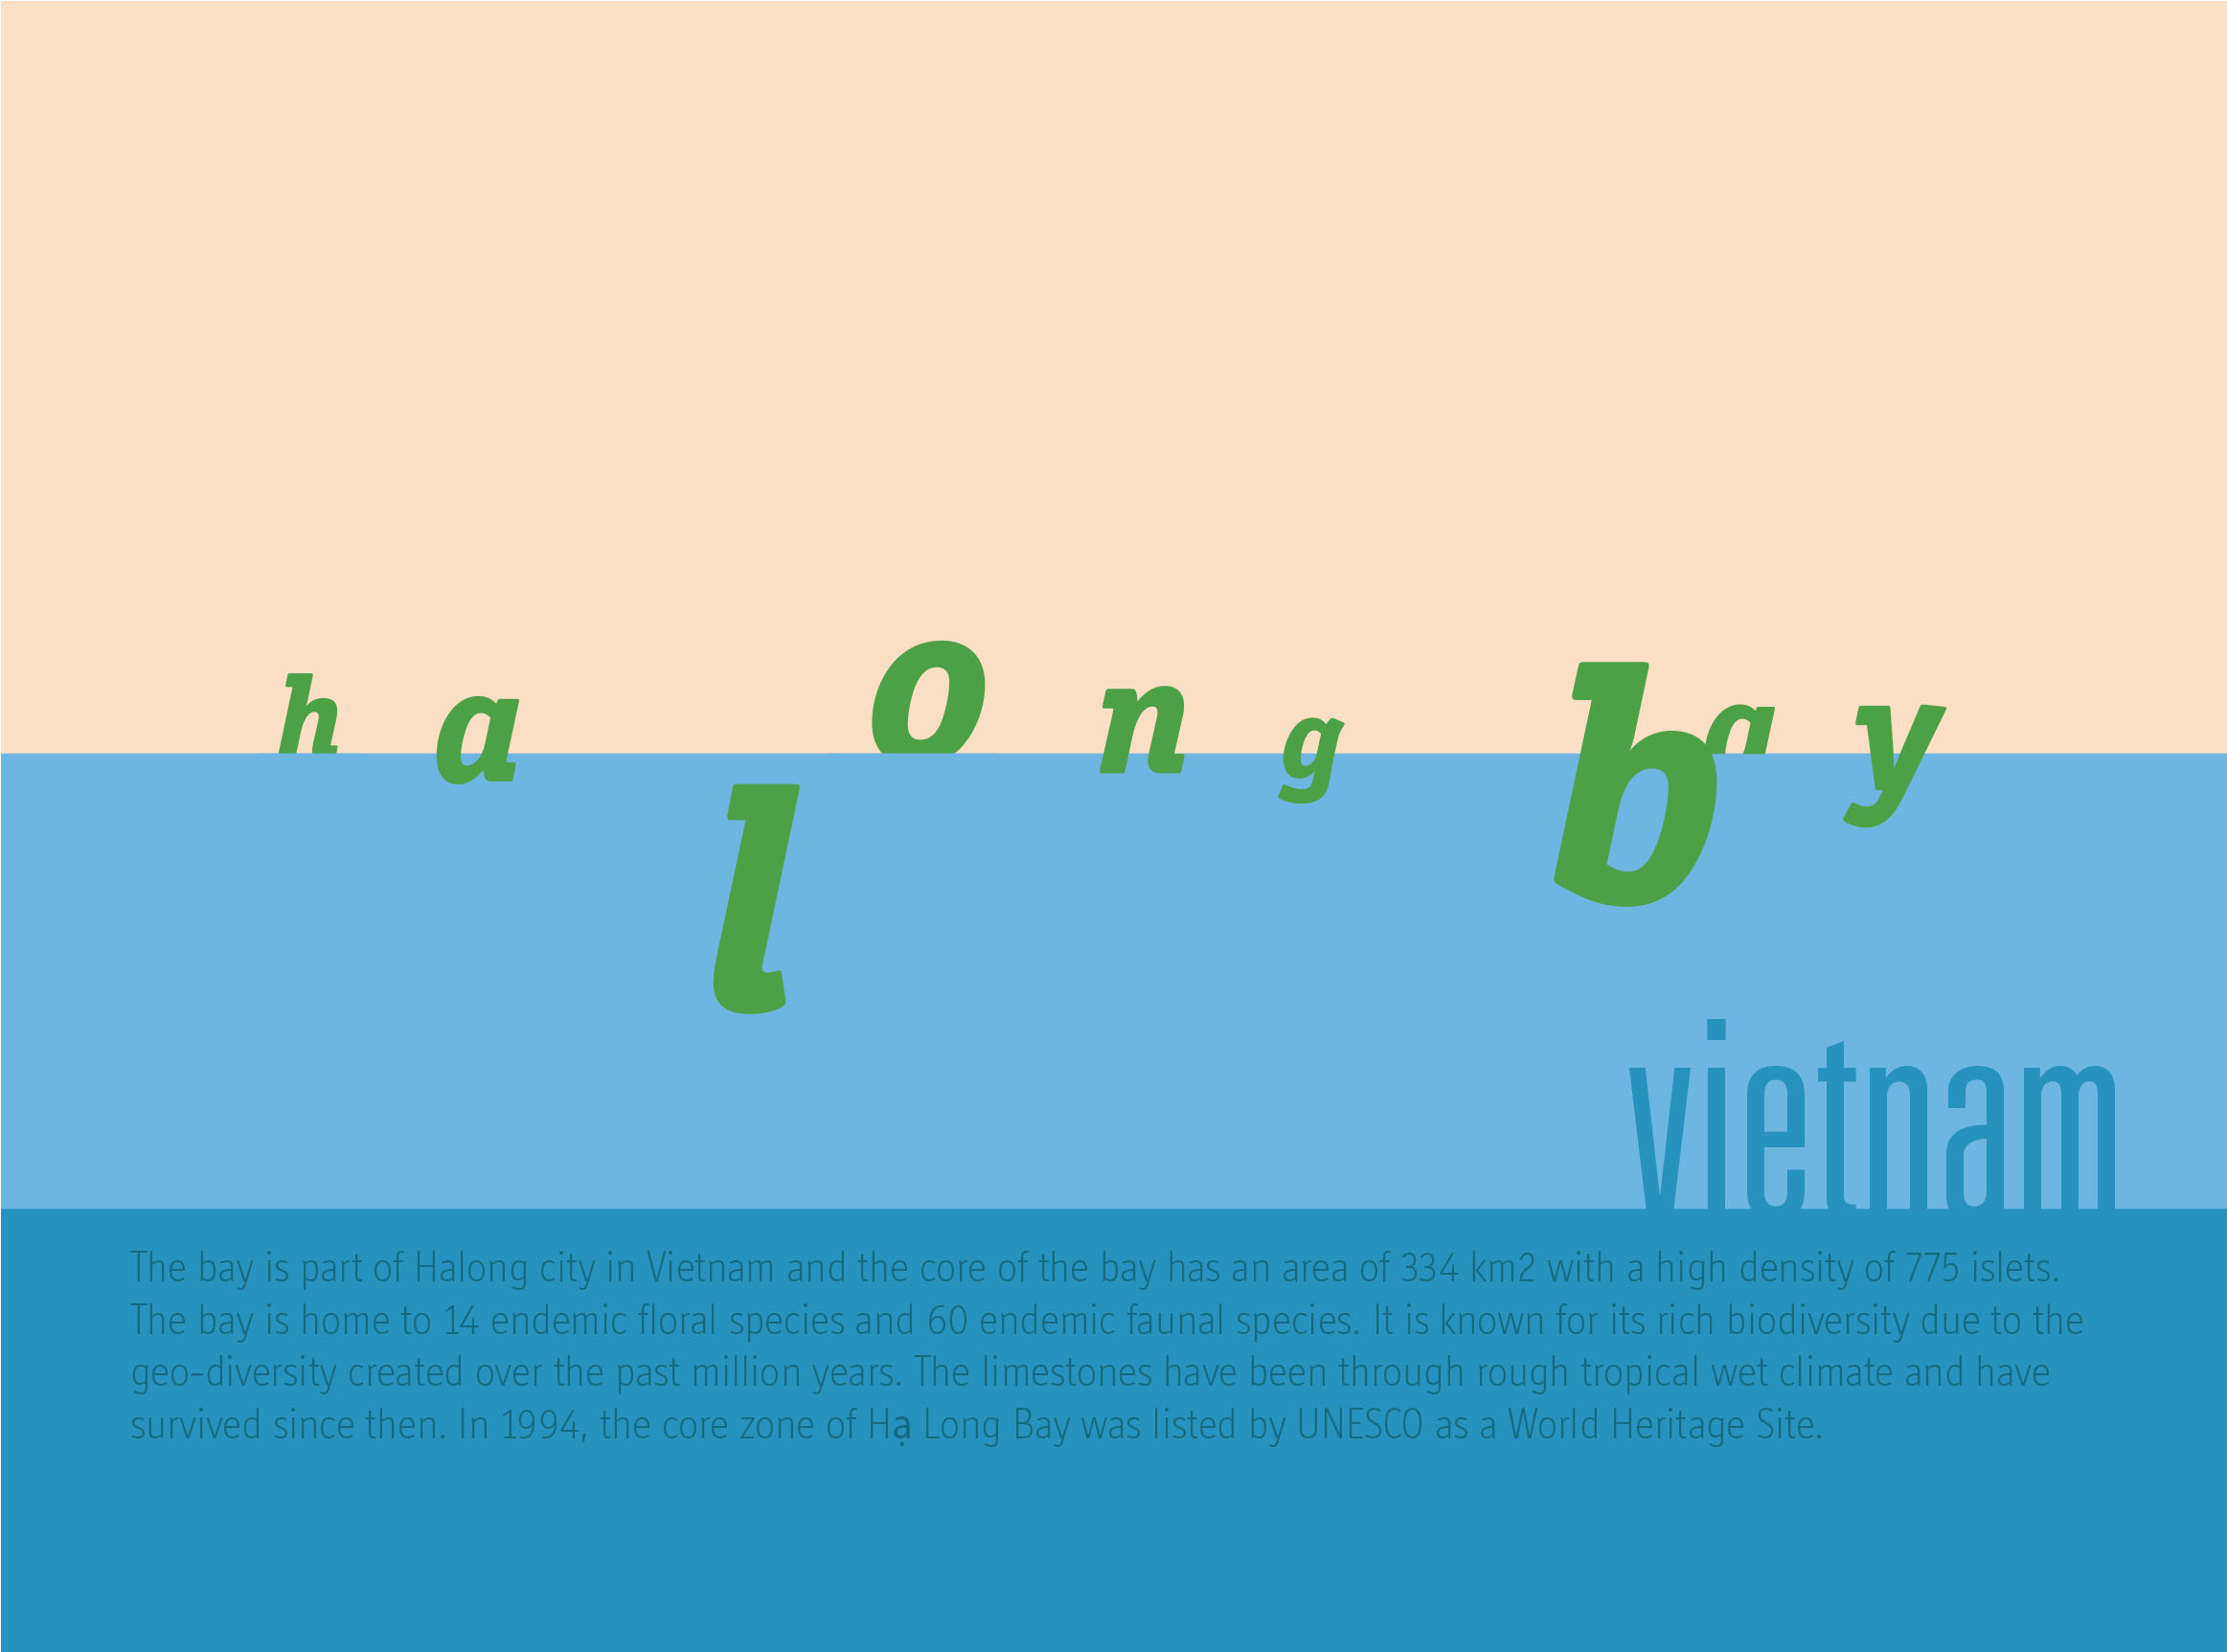 ha long bay
vietnam
The bay is part of Halong city in Vietnam and the core of the bay has an area of 334 km2 with a high density of 775 islets.
The bay is home to 14 endemic floral species and 60 endemic faunal species. It is known for its rich biodiversity due to the
geo-diversity created over the past million years. The limestones have been through rough tropical wet climate and have
survived since then. In 1994, the core zone of Hạ Long Bay was listed by UNESCO as a World Heritage Site.